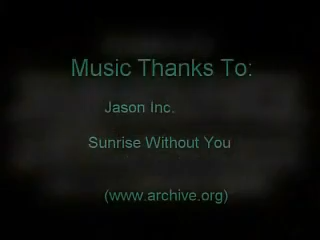 Music Thanks To:
Jason Inc.
Sunrise Without You
(www.archive.org)